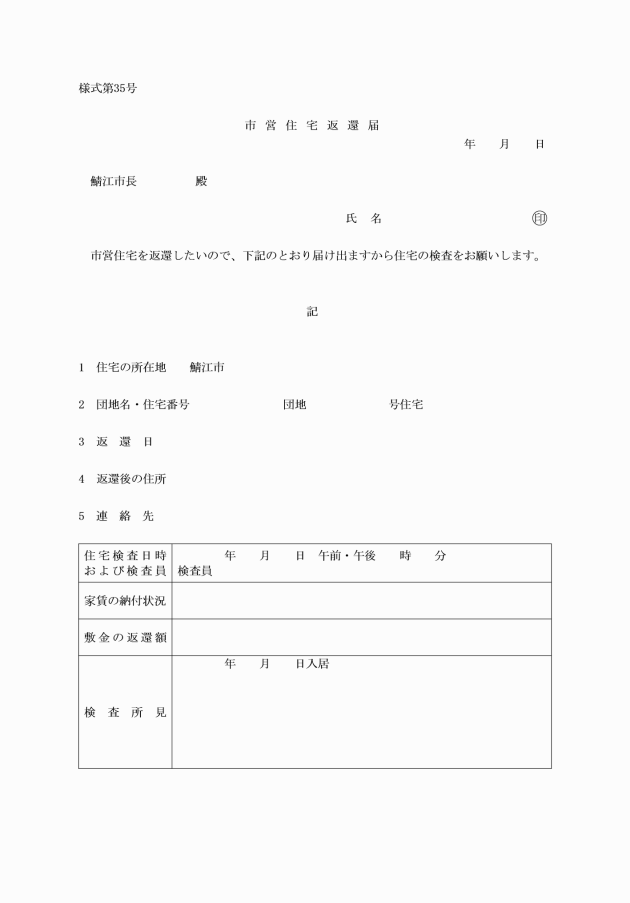 様式第35号
市営住宅返還届
年　　月　　日
鯖江市長　　　　　殿
氏　名　　　　　　　　　　　　　㊞
市営住宅を返還したいので、下記のとおり届け出ますから住宅の検査をお願いします。
記
1　住宅の所在地　　鯖江市
2　団地名・住宅番号　　　　　　　　団地　　　　　　　号住宅
3　返　還　日
4　返還後の住所
5　連　絡　先
住宅検査日時　　　　年　　月　　日　午前・午後　　時　　分
および検査員　検査員
家賃の納付状況
敷金の返還額
年　　月　　日入居
検　査　所　見